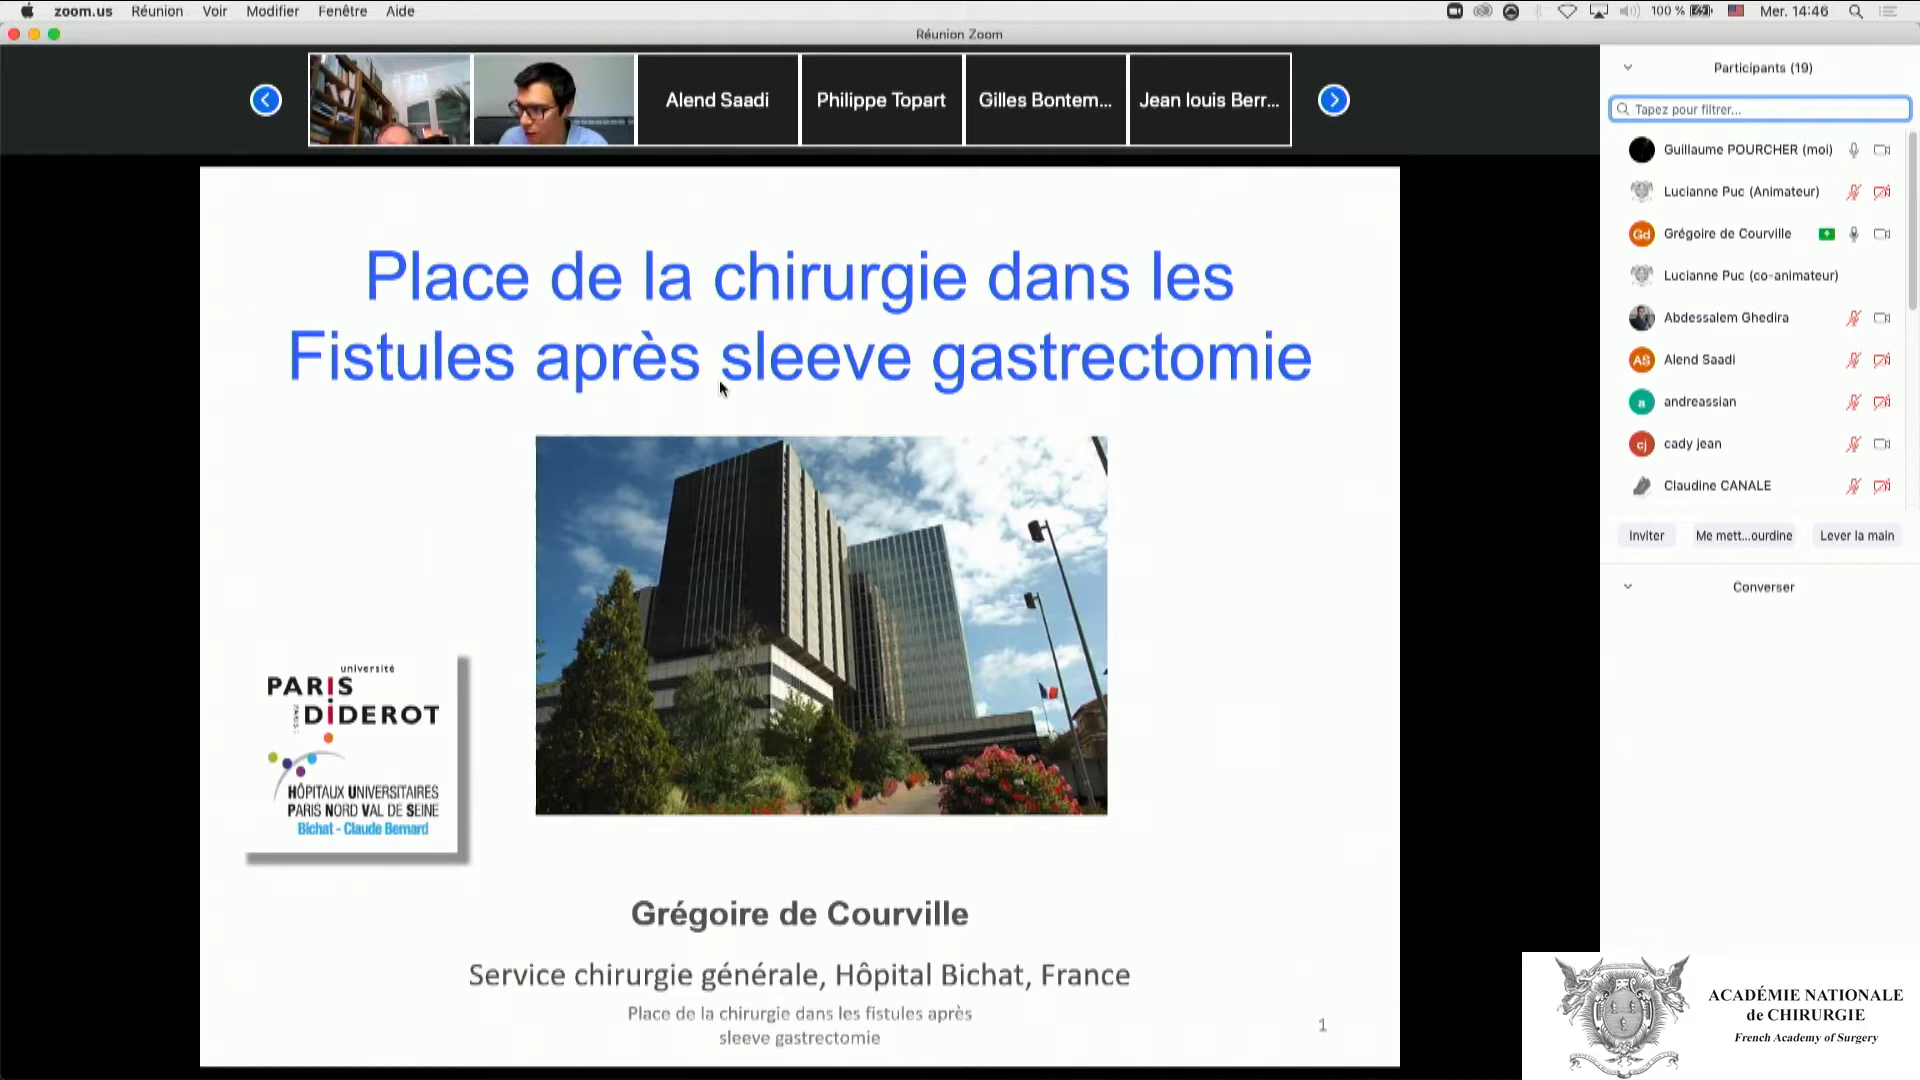 zoom.us Réunion Voir Modifier Fenêtre Aide
100 % Mer. 14:46
Réunion Zoom
Alend Saadi
Philippe Topart
Gilles Bontem...
Jean louis Berr...
Participants (19)
Tapez pour filtrer...
Guillaume POURCHER (moi)
Lucianne Puc (Animateur)
Gd Grégoire de Courville
Lucianne Puc (co-animateur)
Abdessalem Ghedira
AS Alend Saadi
a andreassian
cj cady jean
Claudine CANALE
Inviter Me mett...ourdine Lever la main
Converser
Place de la chirurgie dans les
Fistules après sleeve gastrectomie
université
PARIS
DiDEROT
HÔPITAUX UNIVERSITAIRES
PARIS NORD VAL DE SEINE
Bichat - Claude Bernard
Grégoire de Courville
Service chirurgie générale, Hôpital Bichat, France
Place de la chirurgie dans les fistules après
sleeve gastrectomie
1
ACADÉMIE NATIONALE
de CHIRURGIE
French Academy of Surgery